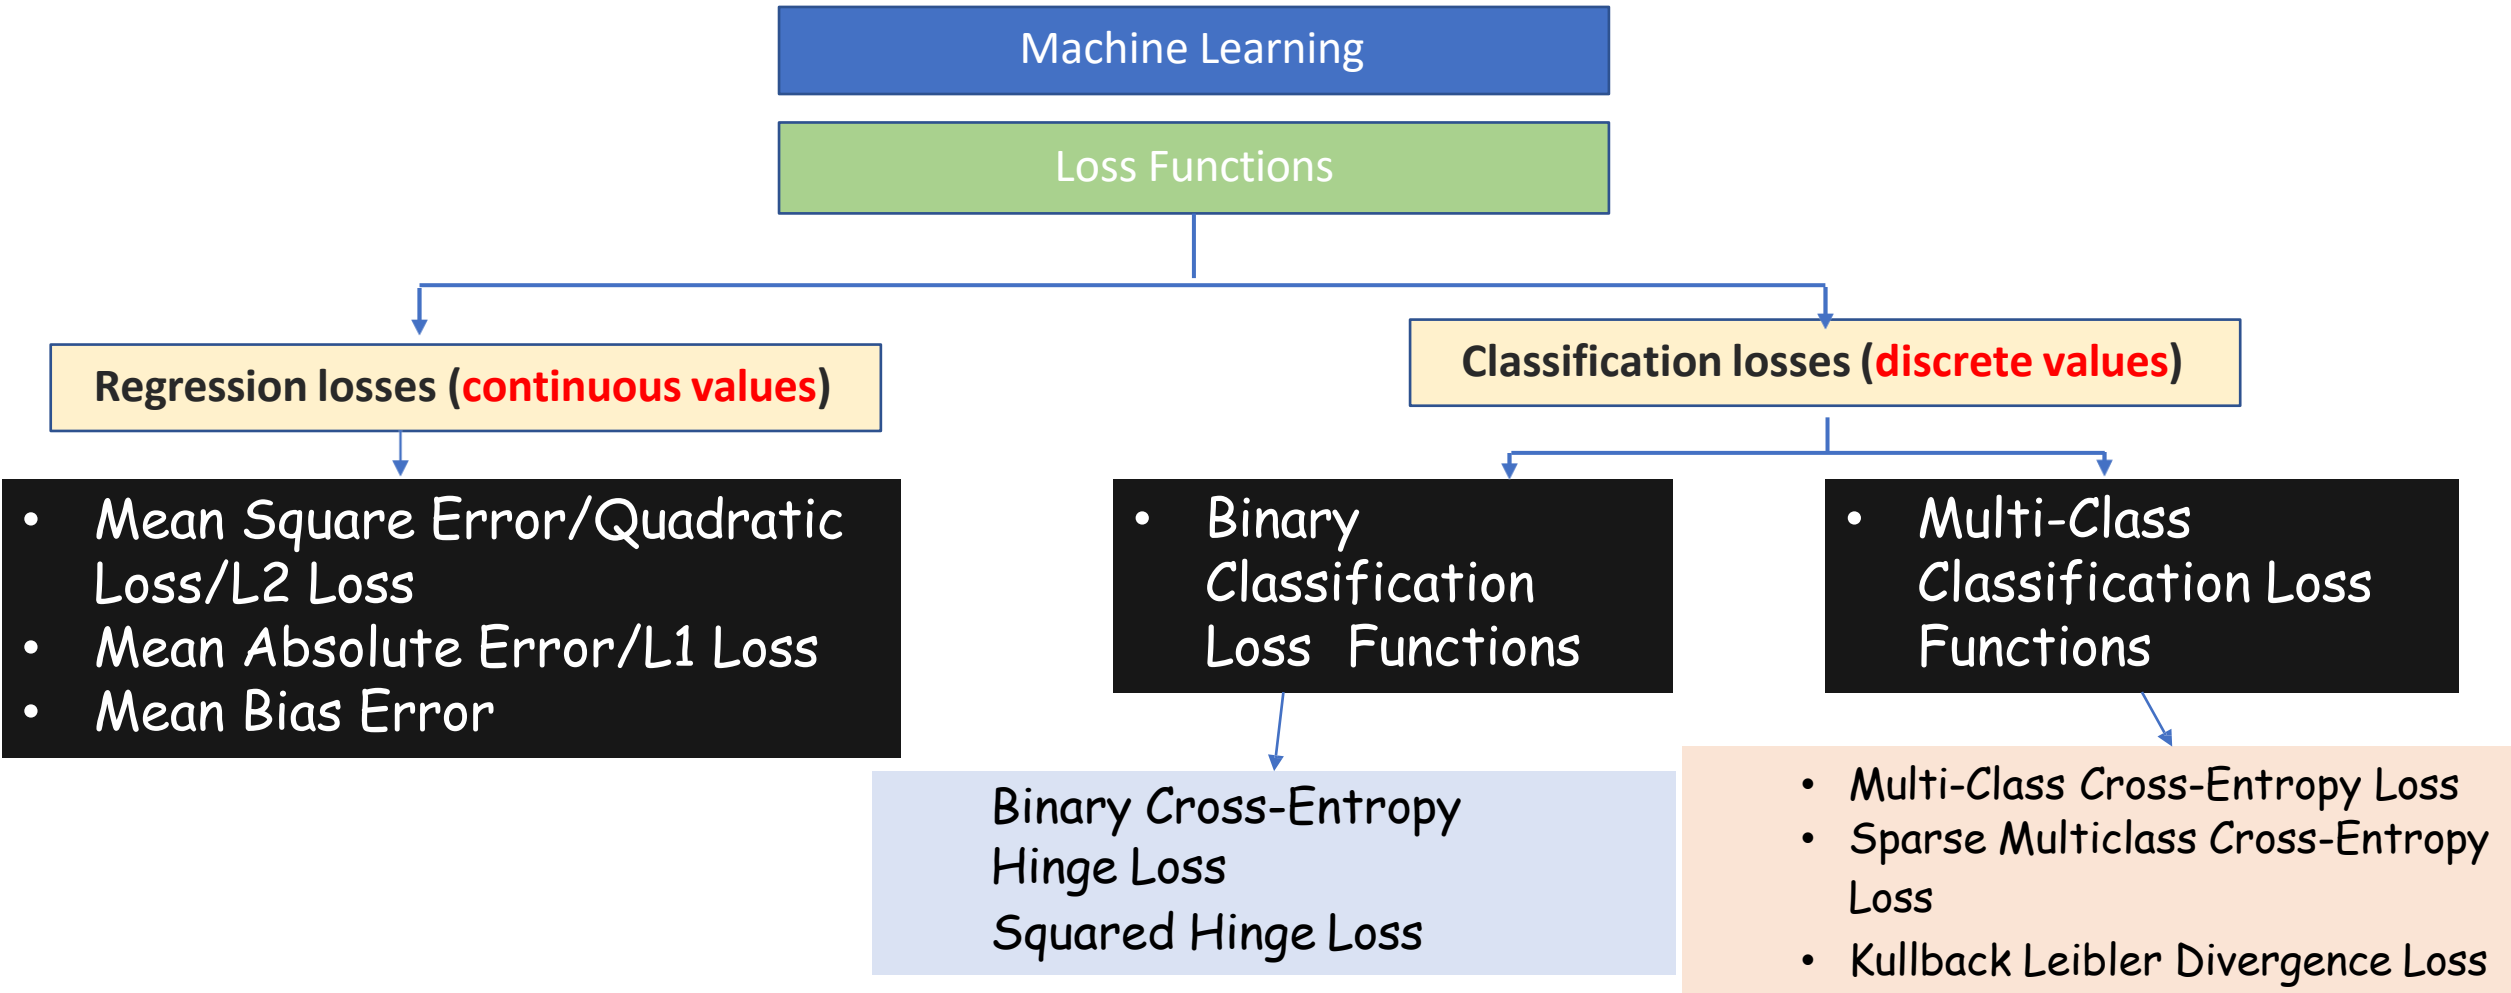 Machine Learning
Loss Functions
Regression losses (continuous values)
Classification losses (discrete values)
• Mean Square Error/Quadratic
Loss/L2 Loss
• Mean Absolute Error/L1 Loss
• Mean Bias Error
• Binary
Classification
Loss Functions
• Multi-Class
Classification Loss
Functions
Binary Cross-Entropy
Hinge Loss
Squared Hinge Loss
• Multi-Class Cross-Entropy Loss
• Sparse Multiclass Cross-Entropy
Loss
• Kullback Leibler Divergence Loss